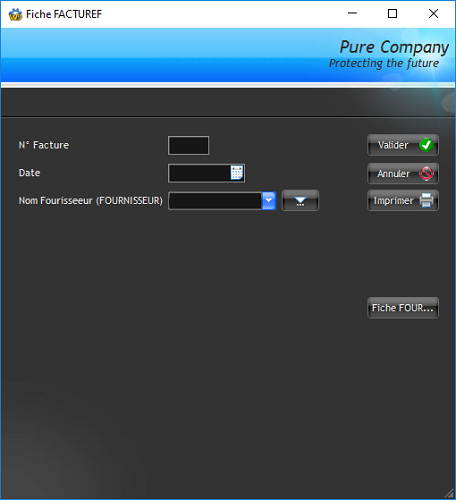 Fiche FACTUREF
Pure Company
Protecting the future
N° Facture
Valider
Date
Annuler
Nom Fourisseeur (FOURNISSEUR)
...
Imprimer
Fiche FOUR...